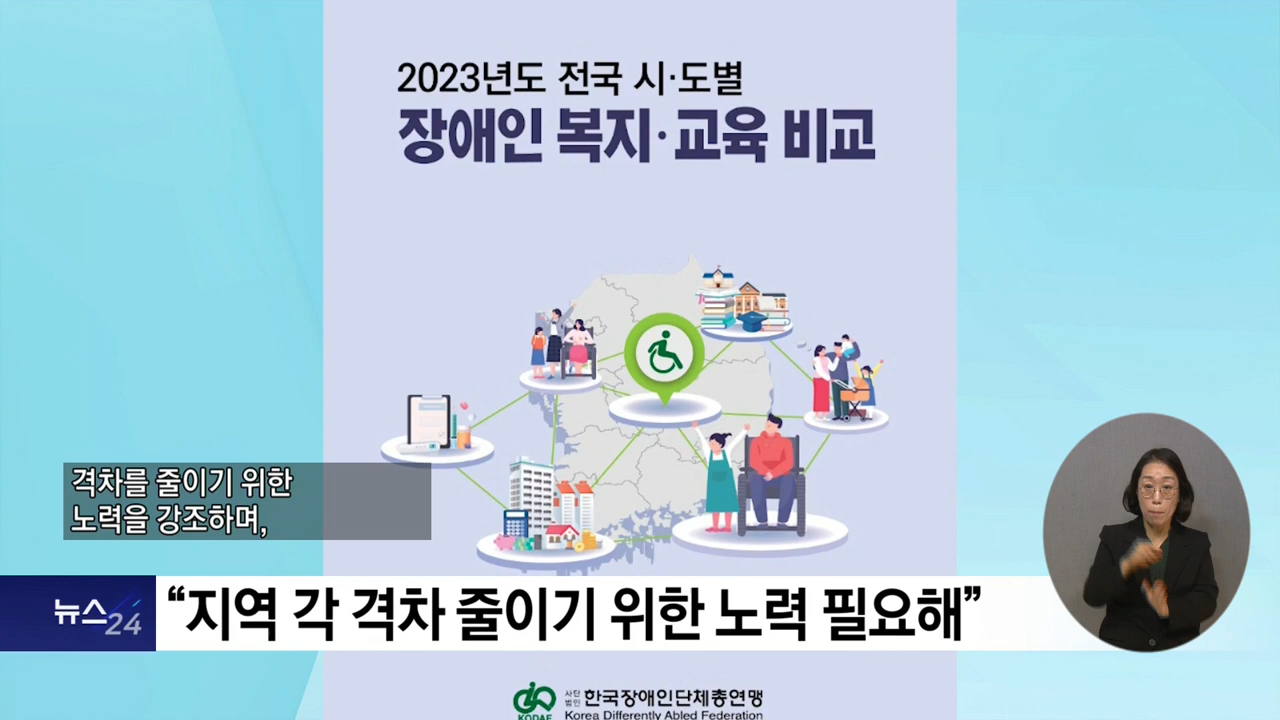 2023년도 전국 시·도별
장애인 복지·교육 비교
격차를 줄이기 위한
노력을 강조하며,
뉴스24
“지역 각 격차 줄이기 위한 노력 필요해”
사단법인 한국장애인단체총연맹
KODAF Korea Differently Abled Federation